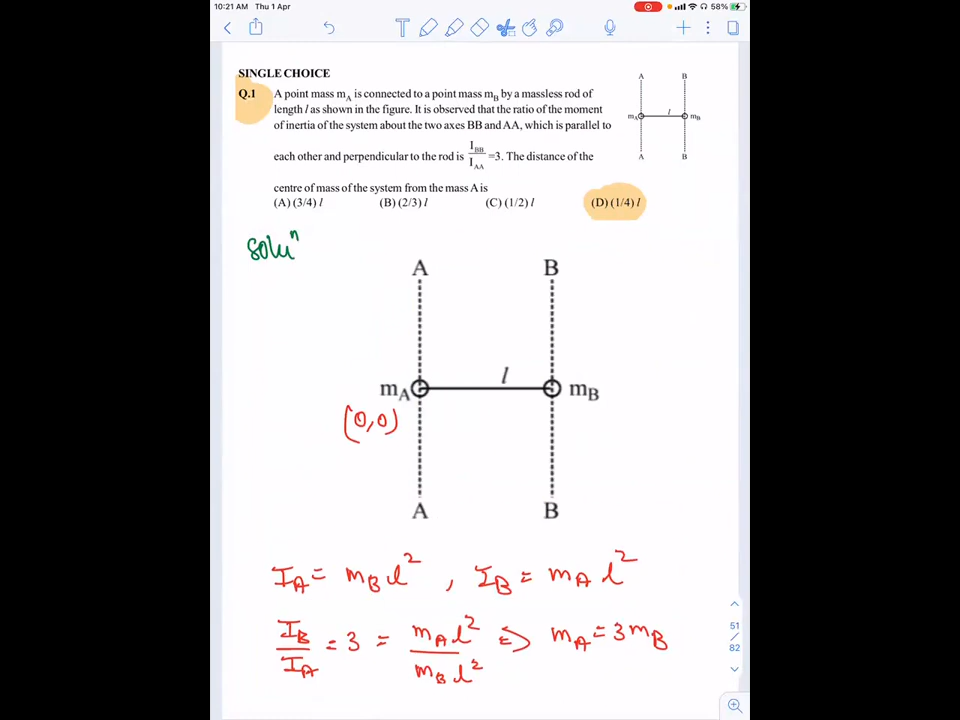 10:21 AM Thu 1 Apr
58%
SINGLE CHOICE
Q.1 A point mass mA is connected to a point mass mB by a massless rod of
length l as shown in the figure. It is observed that the ratio of the moment
of inertia of the system about the two axes BB and AA, which is parallel to
each other and perpendicular to the rod is IBB/IAA =3. The distance of the
centre of mass of the system from the mass A is
(A) (3/4) l (B) (2/3) l (C) (1/2) l (D) (1/4) l
A B
mA l mB
A B
Soluⁿ
A B
mA l mB
(0,0)
A B
IA = mB l², IB = mA l²
IB/IA = 3 = mA l²/mB l² => mA = 3mB
51
/
82